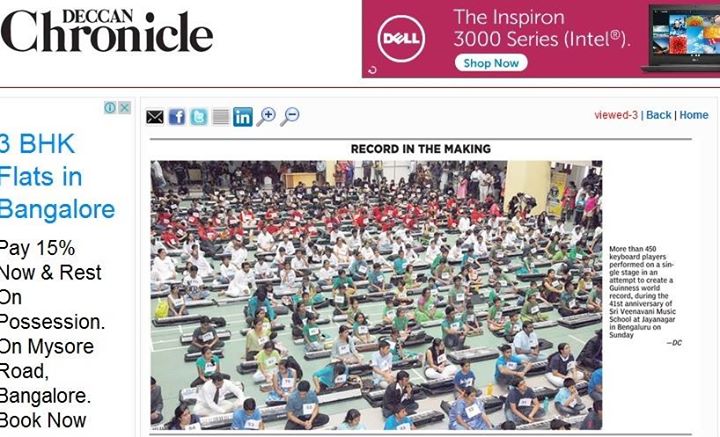 DECCAN
Chronicle
DELL
The Inspiron
3000 Series (Intel®).
Shop Now
3 BHK
Flats in
Bangalore
Pay 15%
Now & Rest
On
Possession.
On Mysore
Road,
Bangalore.
Book Now
viewed-3 | Back | Home
RECORD IN THE MAKING
More than 450
keyboard players
performed on a sin-
gle stage in an
attempt to create a
Guinness world
record, during the
41st anniversary of
Sri Veenavani Music
School at Jayanagar
in Bengaluru on
Sunday
—DC